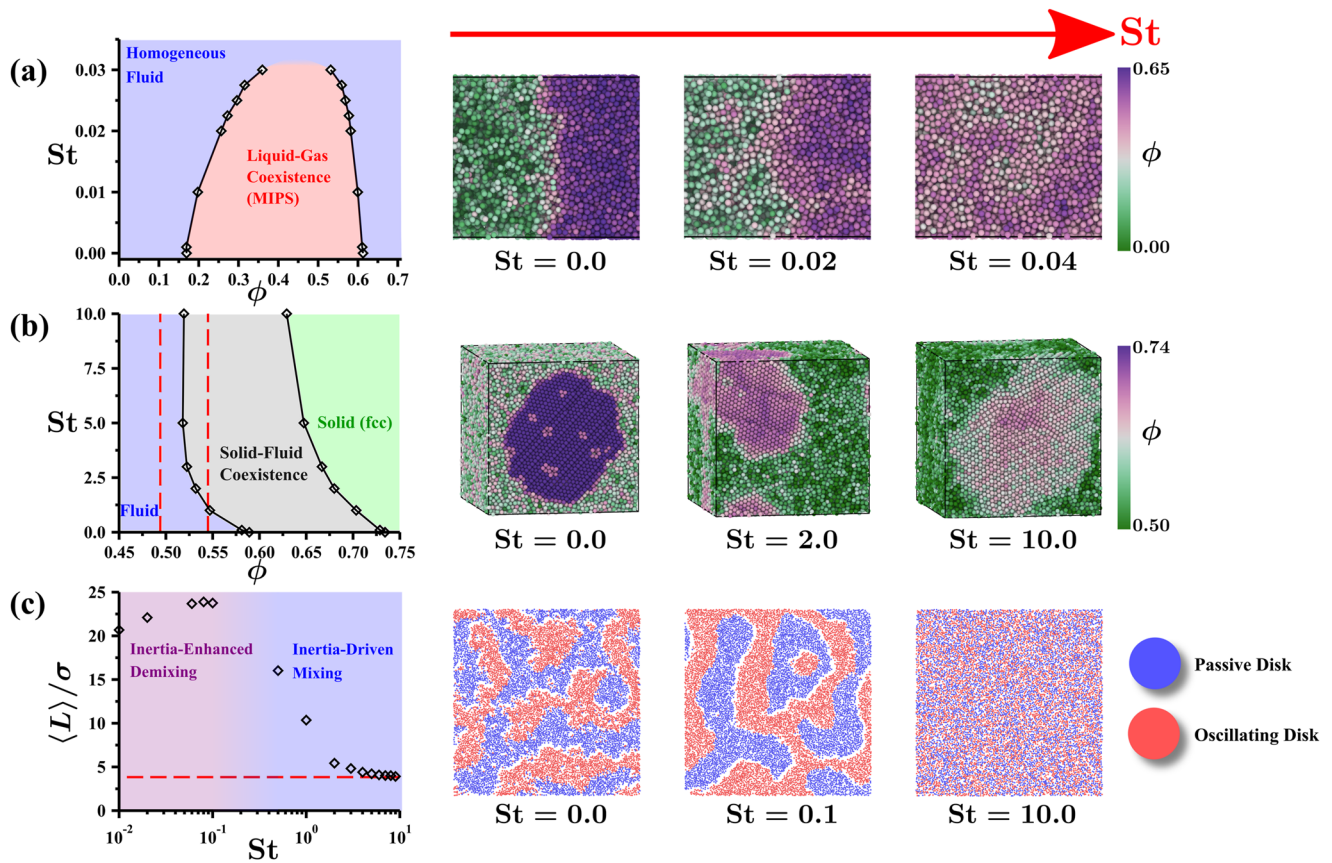 St
(a)
Homogeneous
Fluid
0.03
0.02
0.01
0.00
St
Liquid-Gas
Coexistence
(MIPS)
0.0 0.1 0.2 0.3 0.4 0.5 0.6 0.7
ϕ
St = 0.0
St = 0.02
St = 0.04
0.65
ϕ
0.00
(b)
10.0
7.5
5.0
2.5
0.0
St
Solid (fcc)
Solid-Fluid
Coexistence
Fluid
0.45 0.50 0.55 0.60 0.65 0.70 0.75
ϕ
St = 0.0
St = 2.0
St = 10.0
0.74
ϕ
0.50
(c)
25
20
15
10
5
0
⟨L⟩/σ
Inertia-Enhanced
Demixing
Inertia-Driven
Mixing
10⁻² 10⁻¹ 10⁰ 10¹
St
St = 0.0
St = 0.1
St = 10.0
Passive Disk
Oscillating Disk